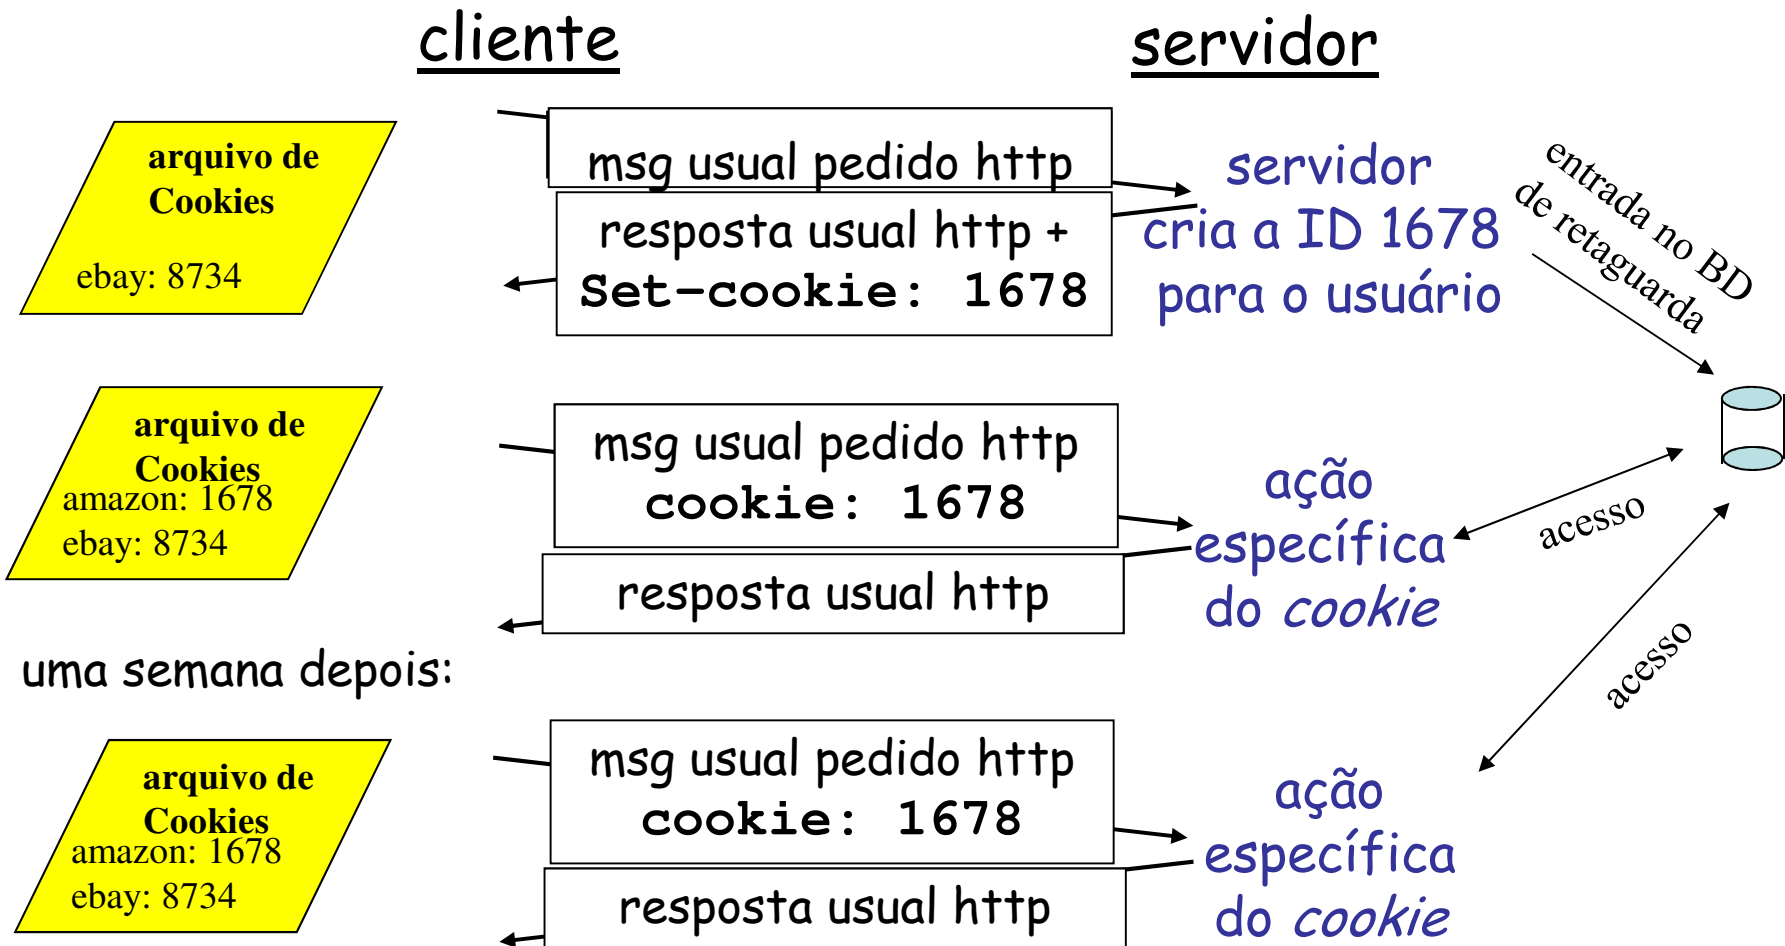 cliente
servidor
arquivo de
Cookies
ebay: 8734
msg usual pedido http
resposta usual http +
Set-cookie: 1678
servidor
cria a ID 1678
para o usuário
entrada no BD
de retaguarda
arquivo de
Cookies
amazon: 1678
ebay: 8734
msg usual pedido http
cookie: 1678
resposta usual http
ação
específica
do cookie
acesso
acesso
uma semana depois:
arquivo de
Cookies
amazon: 1678
ebay: 8734
msg usual pedido http
cookie: 1678
resposta usual http
ação
específica
do cookie